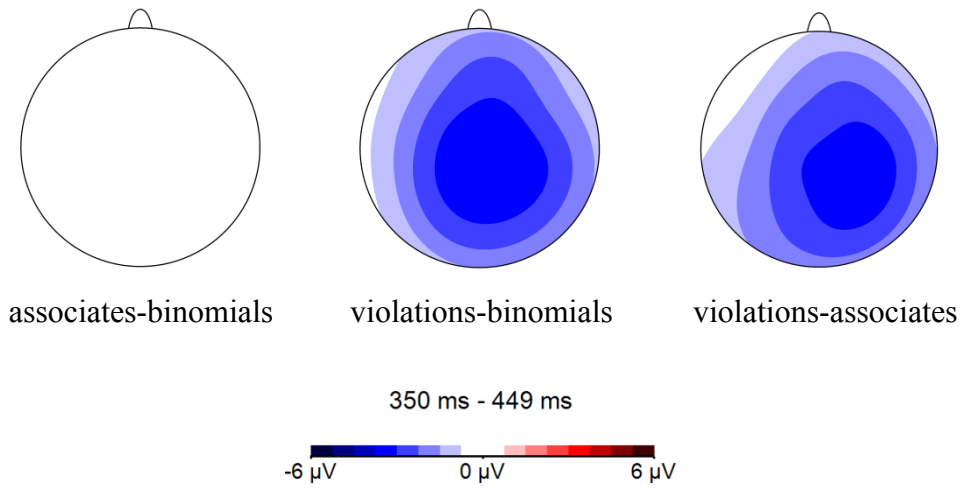 associates-binomials violations-binomials violations-associates
350 ms - 449 ms
-6 µV 0 µV 6 µV